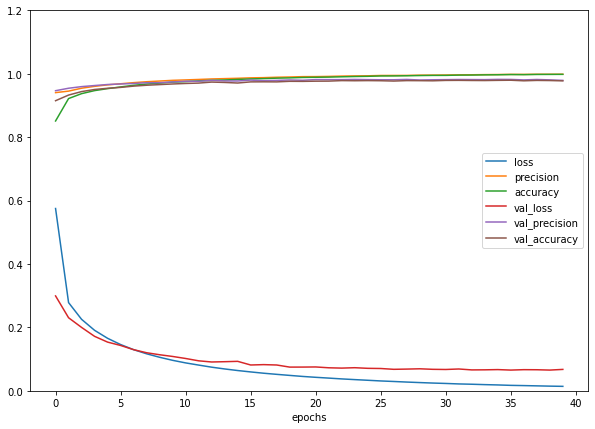 1.2
1.0
0.8
0.6
0.4
0.2
0.0
loss
precision
accuracy
val_loss
val_precision
val_accuracy
0 5 10 15 20 25 30 35 40
epochs